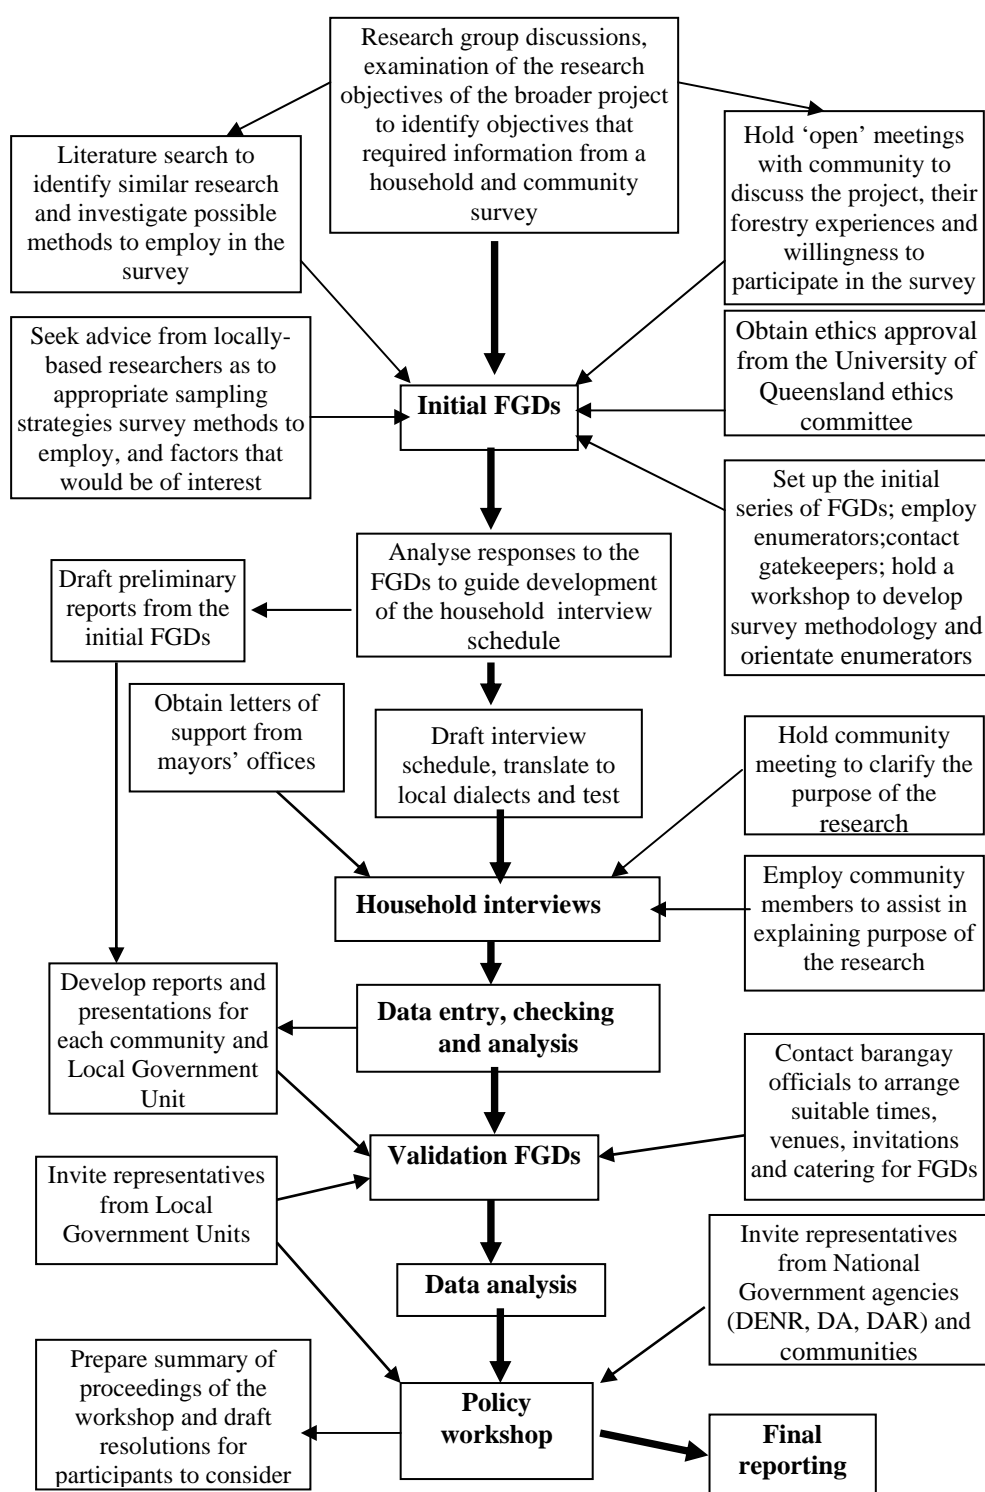 Research group discussions,
examination of the research
objectives of the broader project
to identify objectives that
required information from a
household and community
survey
Literature search to
identify similar research
and investigate possible
methods to employ in the
survey
Hold ‘open’ meetings
with community to
discuss the project, their
forestry experiences and
willingness to
participate in the survey
Seek advice from locally-
based researchers as to
appropriate sampling
strategies survey methods to
employ, and factors that
would be of interest
Initial FGDs
Obtain ethics approval
from the University of
Queensland ethics
committee
Set up the initial
series of FGDs; employ
enumerators;contact
gatekeepers; hold a
workshop to develop
survey methodology and
orientate enumerators
Analyse responses to the
FGDs to guide development
of the household interview
schedule
Draft preliminary
reports from the
initial FGDs
Obtain letters of
support from
mayors’ offices
Draft interview
schedule, translate to
local dialects and test
Hold community
meeting to clarify the
purpose of the
research
Household interviews
Employ community
members to assist in
explaining purpose of
the research
Develop reports and
presentations for
each community and
Local Government
Unit
Data entry, checking
and analysis
Contact barangay
officials to arrange
suitable times,
venues, invitations
and catering for FGDs
Validation FGDs
Invite representatives
from Local
Government Units
Data analysis
Invite representatives
from National
Government agencies
(DENR, DA, DAR) and
communities
Prepare summary of
proceedings of the
workshop and draft
resolutions for
participants to consider
Policy
workshop
Final
reporting